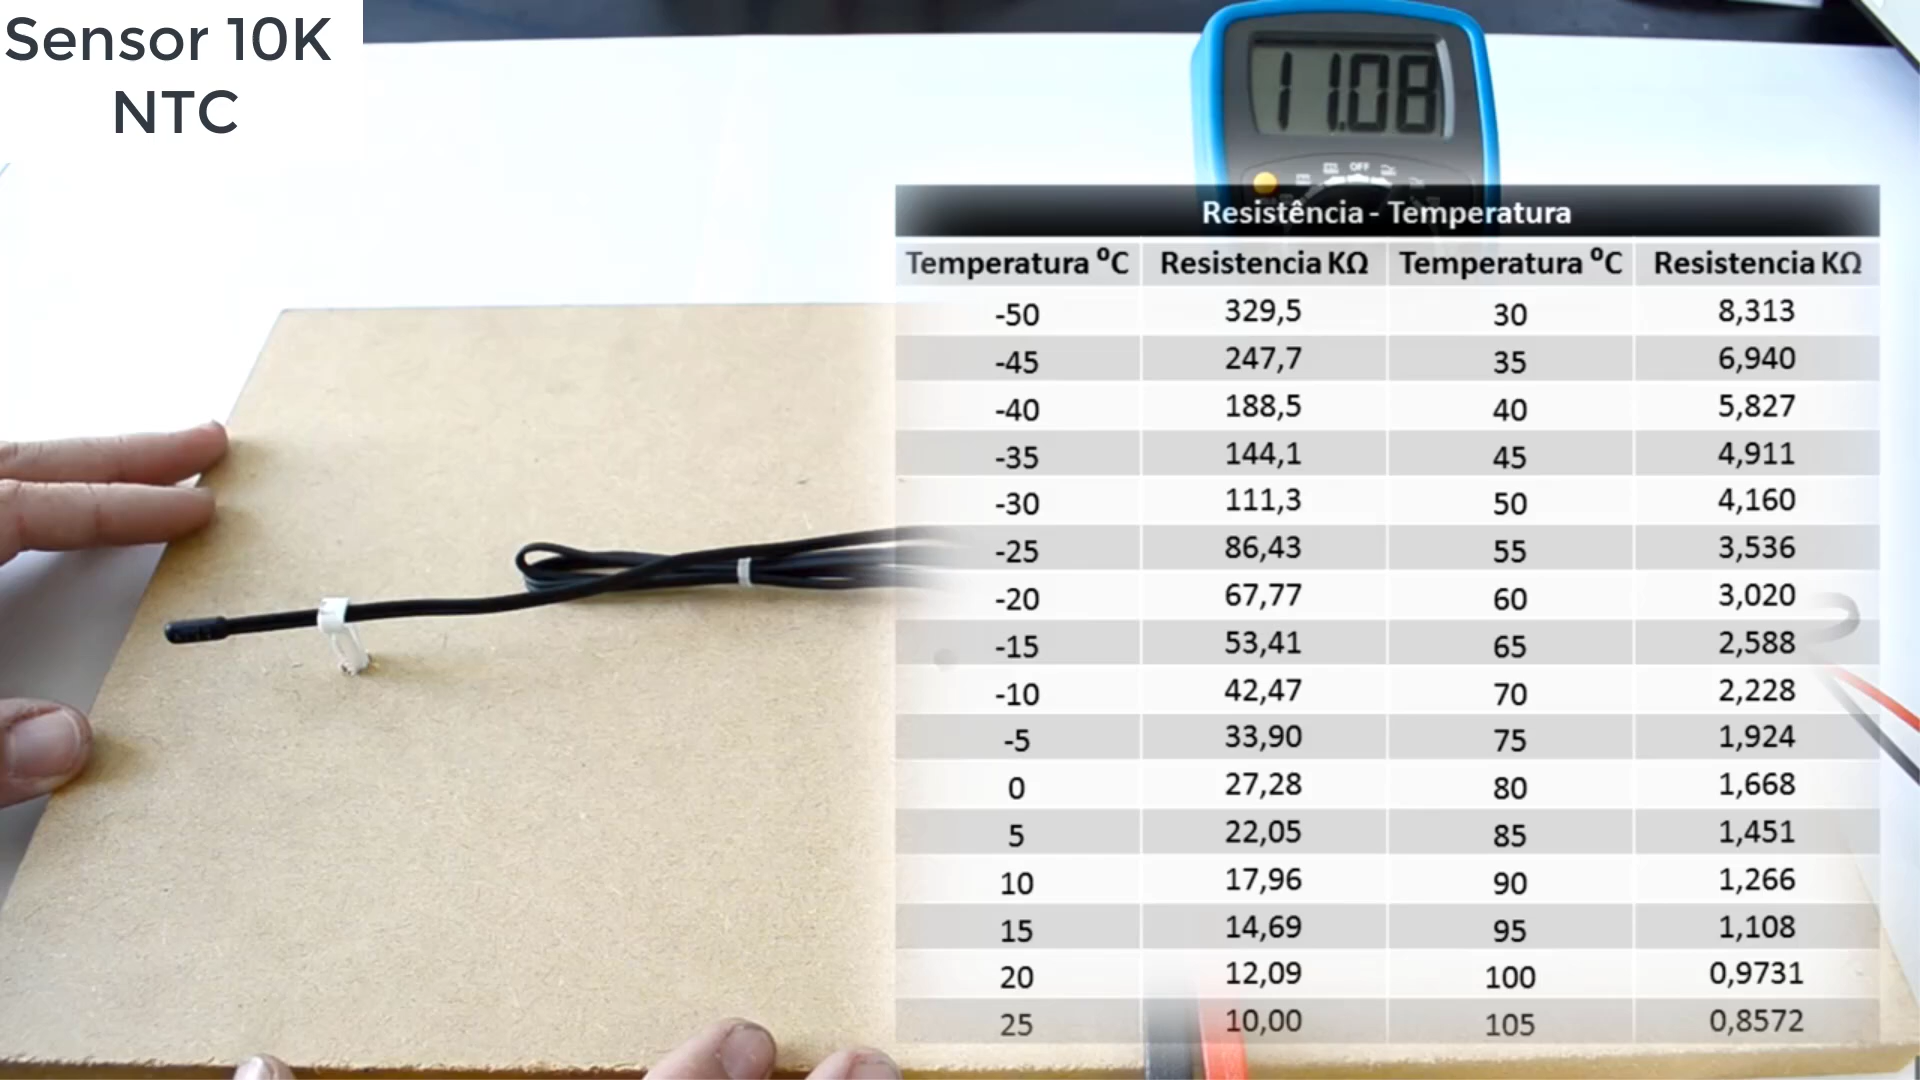 Sensor 10K
NTC
11.08
OFF
Resistência - Temperatura
Temperatura ⁰C Resistencia KΩ Temperatura ⁰C Resistencia KΩ
-50 329,5 30 8,313
-45 247,7 35 6,940
-40 188,5 40 5,827
-35 144,1 45 4,911
-30 111,3 50 4,160
-25 86,43 55 3,536
-20 67,77 60 3,020
-15 53,41 65 2,588
-10 42,47 70 2,228
-5 33,90 75 1,924
0 27,28 80 1,668
5 22,05 85 1,451
10 17,96 90 1,266
15 14,69 95 1,108
20 12,09 100 0,9731
25 10,00 105 0,8572